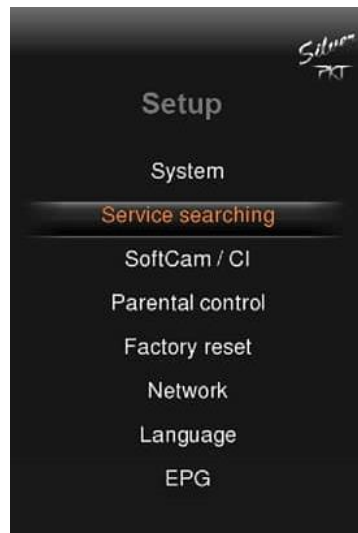 Silver
PKT
Setup
System
Service searching
SoftCam / CI
Parental control
Factory reset
Network
Language
EPG